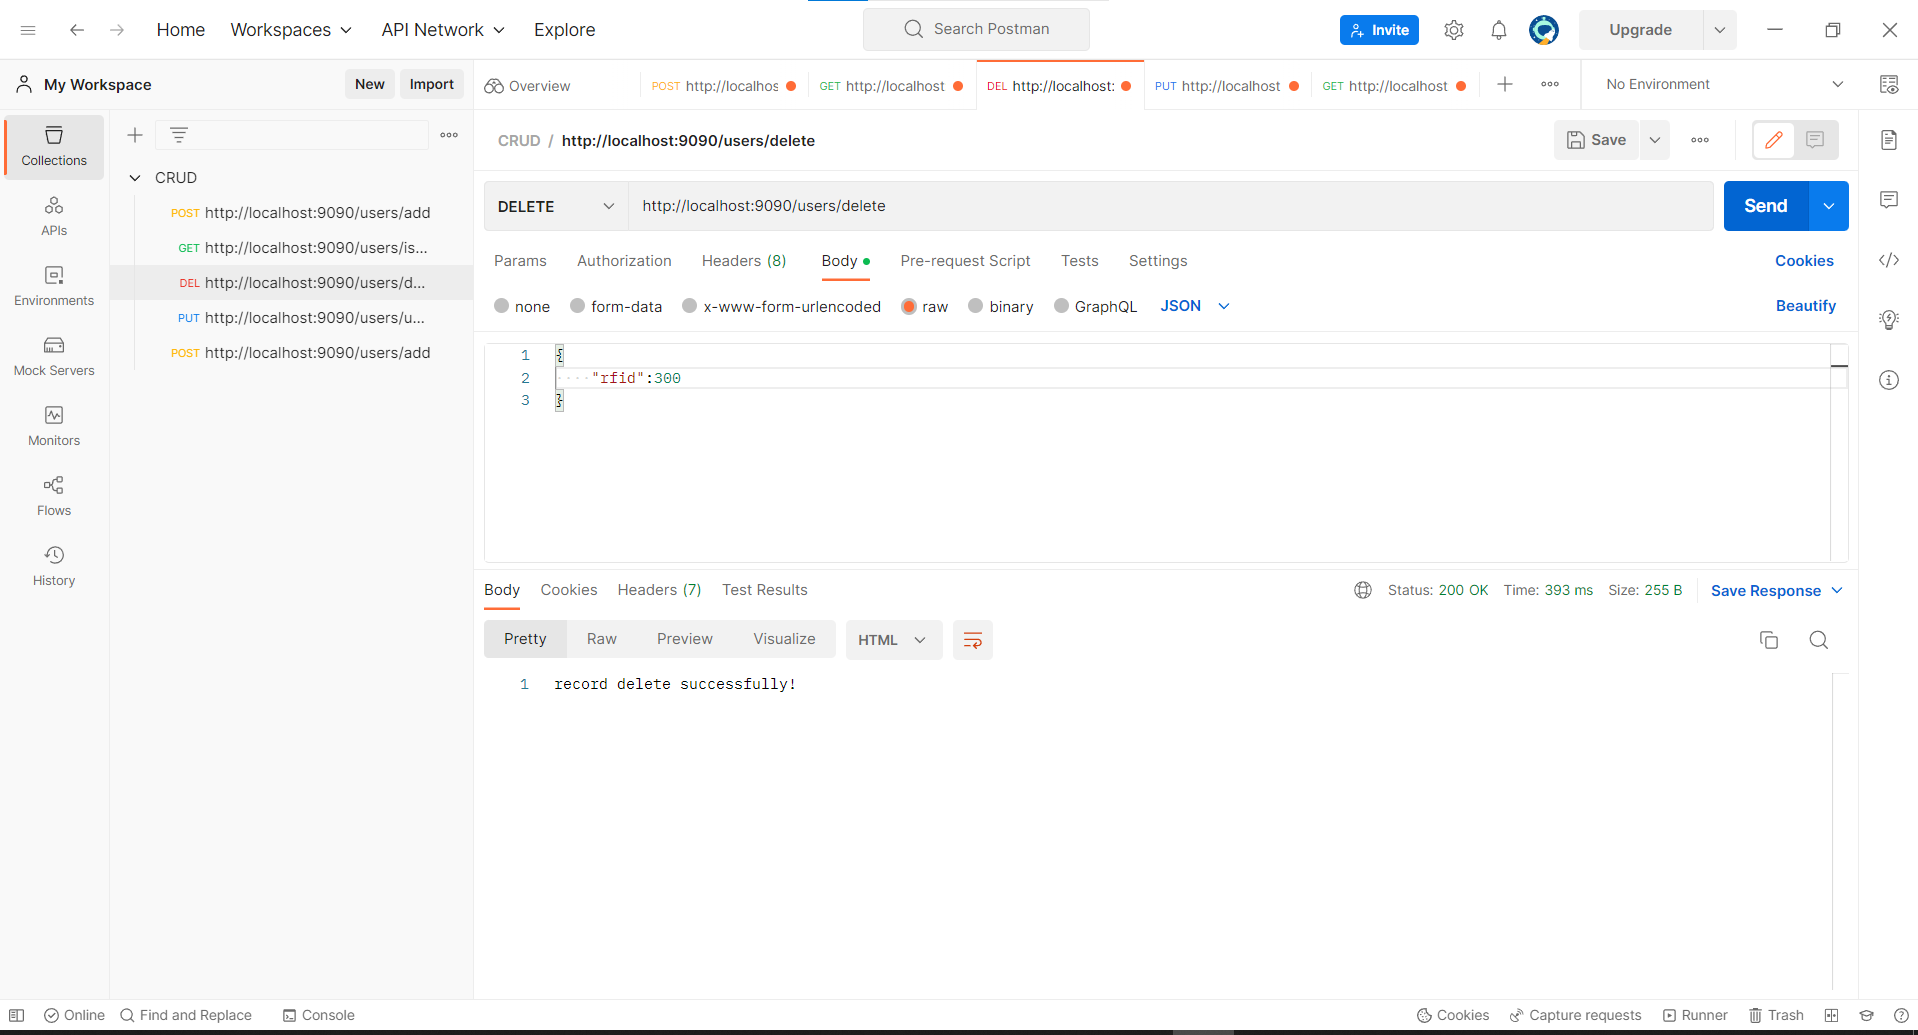 Home Workspaces API Network Explore Search Postman Invite Upgrade
My Workspace New Import
Overview POST http://localhos GET http://localhost DEL http://localhost: PUT http://localhost GET http://localhost No Environment
CRUD / http://localhost:9090/users/delete Save
Collections
APIs
Environments
Mock Servers
Monitors
Flows
History
CRUD
POST http://localhost:9090/users/add
GET http://localhost:9090/users/is...
DEL http://localhost:9090/users/d...
PUT http://localhost:9090/users/u...
POST http://localhost:9090/users/add
DELETE http://localhost:9090/users/delete Send
Params Authorization Headers (8) Body Pre-request Script Tests Settings Cookies
none form-data x-www-form-urlencoded raw binary GraphQL JSON Beautify
1 {
2 "rfid":300
3 }
Body Cookies Headers (7) Test Results Status: 200 OK Time: 393 ms Size: 255 B Save Response
Pretty Raw Preview Visualize HTML
1 record delete successfully!
Online Find and Replace Console Cookies Capture requests Runner Trash